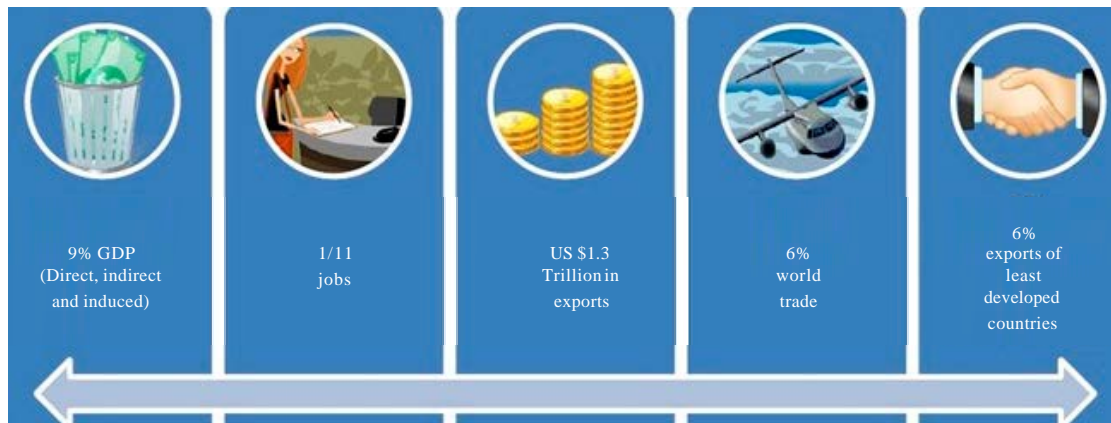 9% GDP
(Direct, indirect
and induced)
1/11
jobs
US $1.3
Trillion in
exports
6%
world
trade
6%
exports of
least
developed
countries